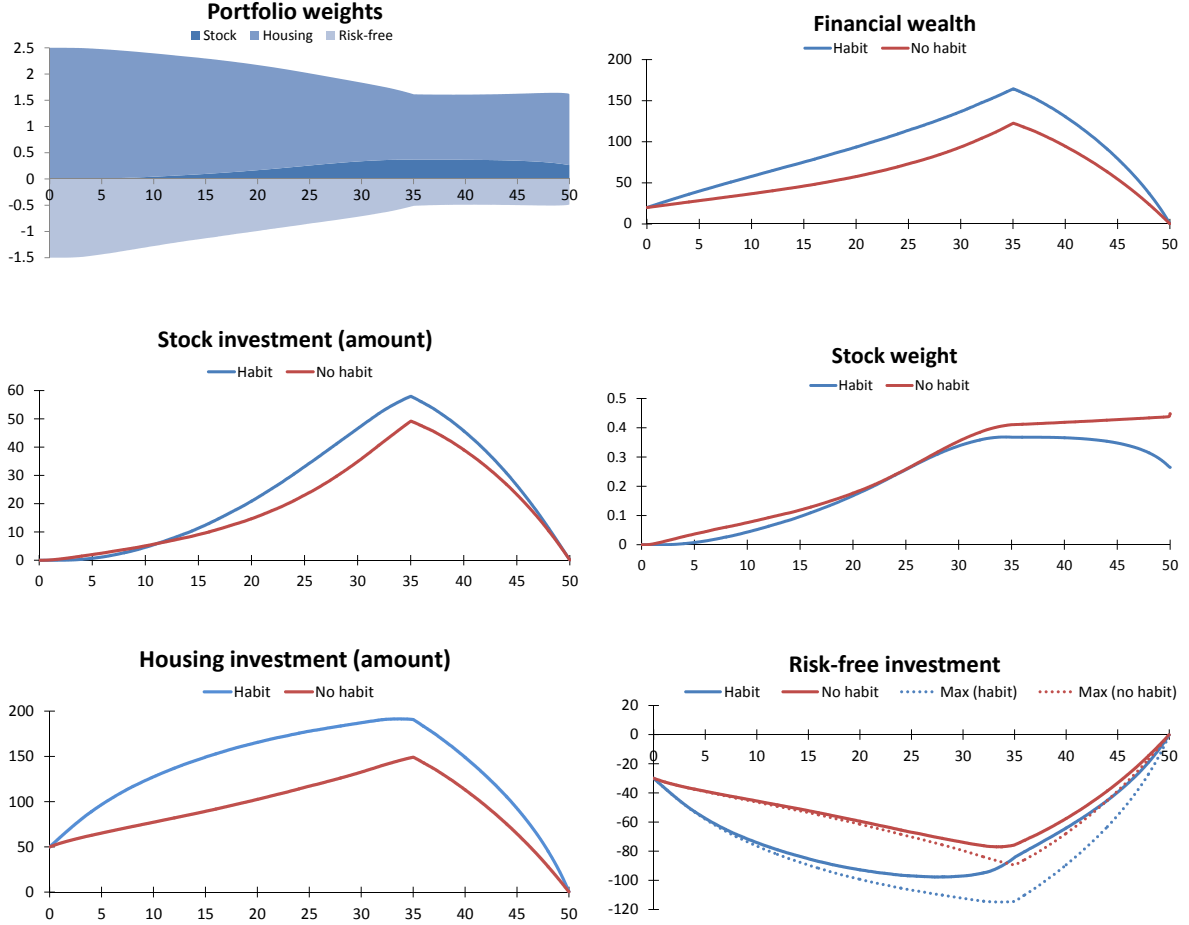 Portfolio weights
Stock Housing Risk-free
2.5
2
1.5
1
0.5
0
-0.5
-1
-1.5
0 5 10 15 20 25 30 35 40 45 50
Financial wealth
Habit No habit
200
150
100
50
0
0 5 10 15 20 25 30 35 40 45 50
Stock investment (amount)
Habit No habit
60
50
40
30
20
10
0
0 5 10 15 20 25 30 35 40 45 50
Stock weight
Habit No habit
0.5
0.4
0.3
0.2
0.1
0
0 5 10 15 20 25 30 35 40 45 50
Housing investment (amount)
Habit No habit
200
150
100
50
0
0 5 10 15 20 25 30 35 40 45 50
Risk-free investment
Habit No habit Max (habit) Max (no habit)
20
0
-20
-40
-60
-80
-100
-120
0 5 10 15 20 25 30 35 40 45 50